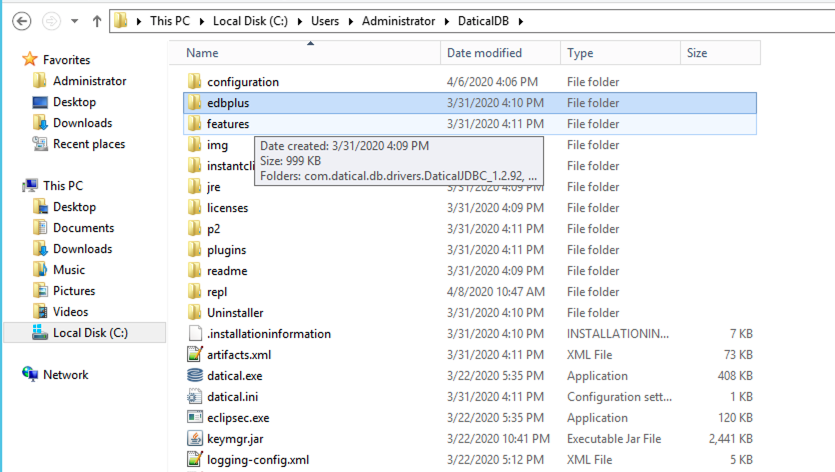 This PC Local Disk (C:) Users Administrator DaticalDB
Name Date modified Type Size
Favorites
Administrator
Desktop
Downloads
Recent places
This PC
Desktop
Documents
Downloads
Music
Pictures
Videos
Local Disk (C:)
Network
configuration 4/6/2020 4:06 PM File folder
edbplus 3/31/2020 4:10 PM File folder
features 3/31/2020 4:11 PM File folder
img File folder
instantcli File folder
jre 3/31/2020 4:09 PM File folder
Date created: 3/31/2020 4:09 PM
Size: 999 KB
Folders: com.datical.db.drivers.DaticalJDBC_1.2.92, ...
licenses 3/31/2020 4:09 PM File folder
p2 3/31/2020 4:11 PM File folder
plugins 3/31/2020 4:11 PM File folder
readme 3/31/2020 4:09 PM File folder
repl 4/8/2020 10:47 AM File folder
Uninstaller 3/31/2020 4:10 PM File folder
.installationinformation 3/31/2020 4:10 PM INSTALLATIONIN... 7 KB
artifacts.xml 3/31/2020 4:11 PM XML File 73 KB
datical.exe 3/22/2020 5:35 PM Application 408 KB
datical.ini 3/31/2020 4:11 PM Configuration sett... 1 KB
eclipsec.exe 3/22/2020 5:35 PM Application 120 KB
keymgr.jar 3/22/2020 10:41 PM Executable Jar File 2,441 KB
logging-config.xml 3/22/2020 5:12 PM XML File 5 KB